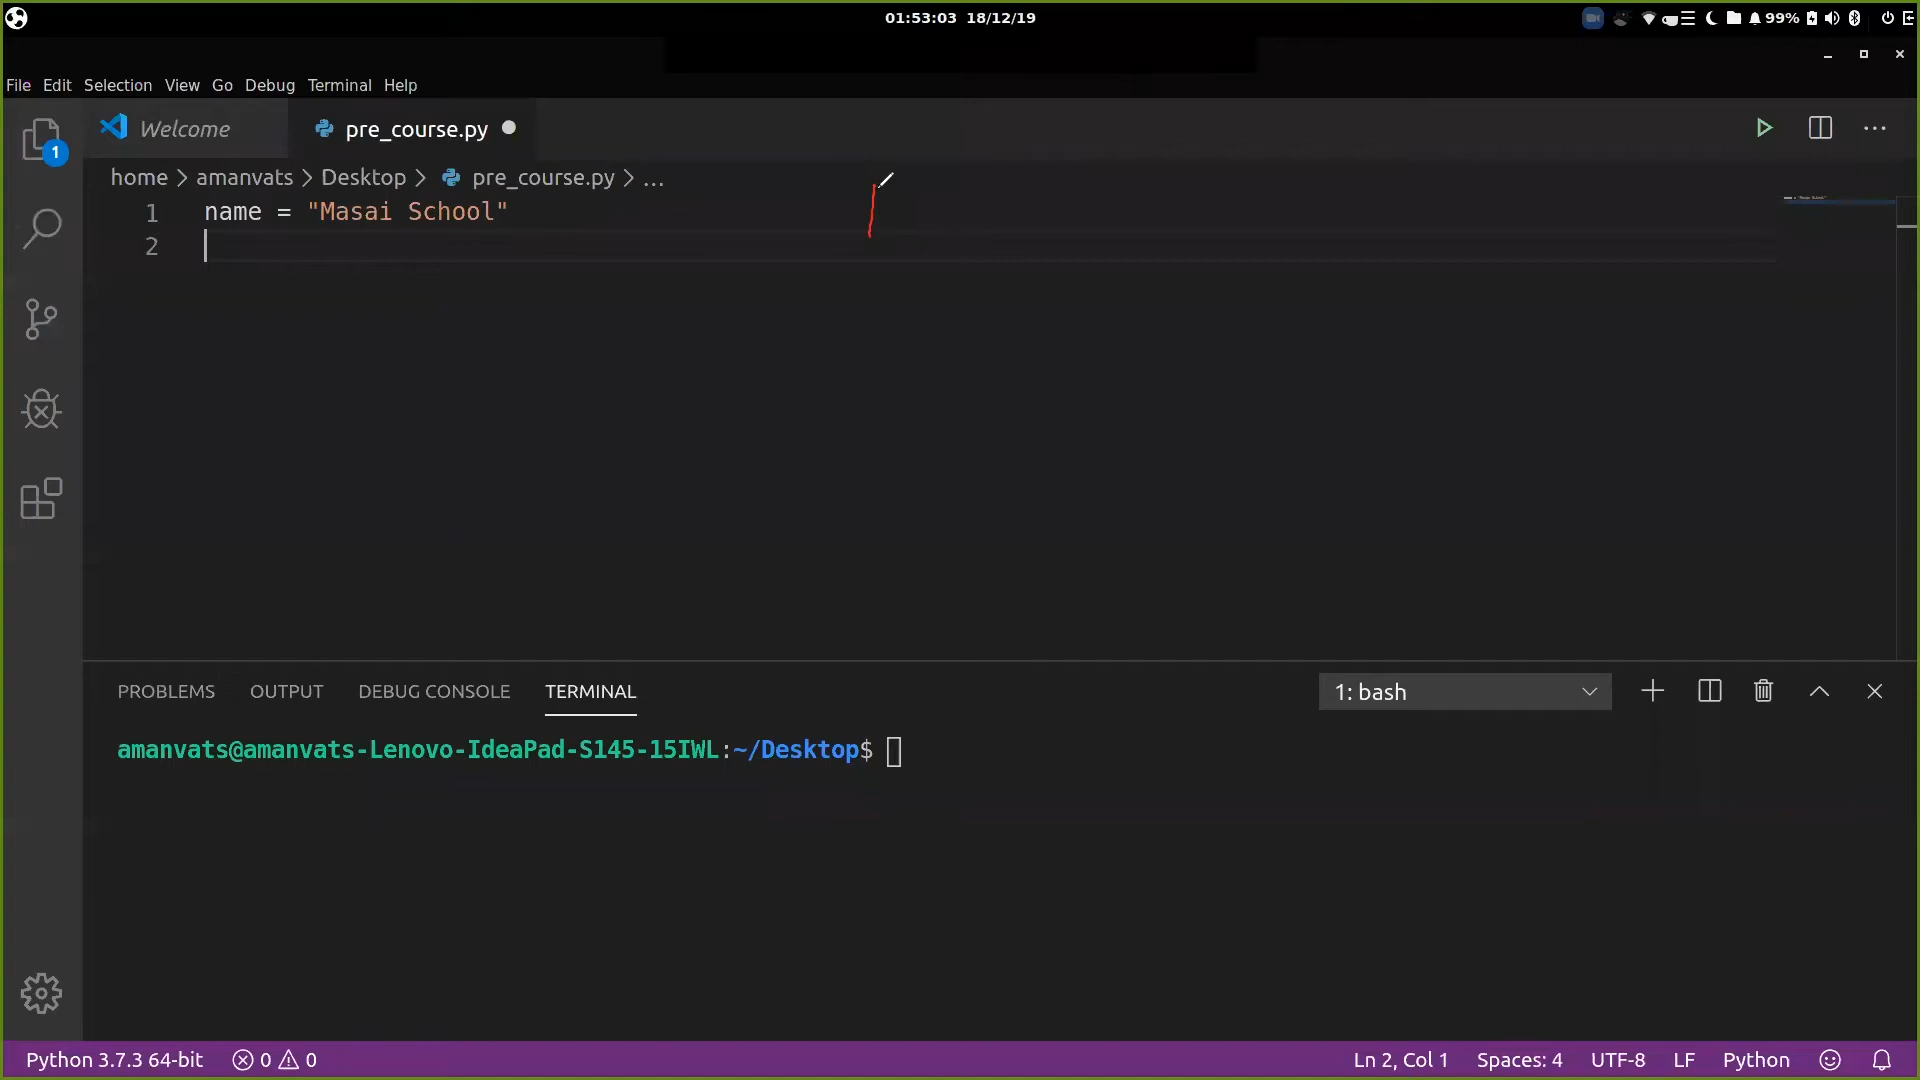 01:53:03 18/12/19
99%
File Edit Selection View Go Debug Terminal Help
Welcome pre_course.py
1
home > amanvats > Desktop > pre_course.py > ...
1 name = "Masai School"
2
PROBLEMS OUTPUT DEBUG CONSOLE TERMINAL 1: bash
amanvats@amanvats-Lenovo-IdeaPad-S145-15IWL:~/Desktop$
Python 3.7.3 64-bit 0 0 Ln 2, Col 1 Spaces: 4 UTF-8 LF Python